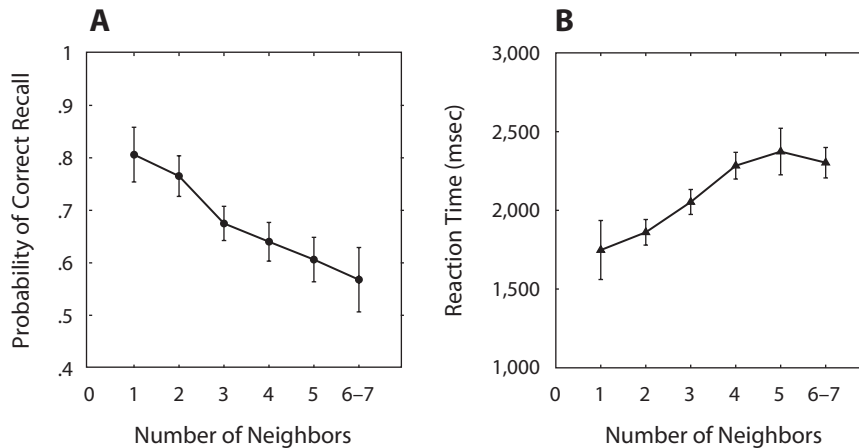 A
Probability of Correct Recall
1
.9
.8
.7
.6
.5
.4
0 1 2 3 4 5 6–7
Number of Neighbors
B
Reaction Time (msec)
3,000
2,500
2,000
1,500
1,000
0 1 2 3 4 5 6–7
Number of Neighbors